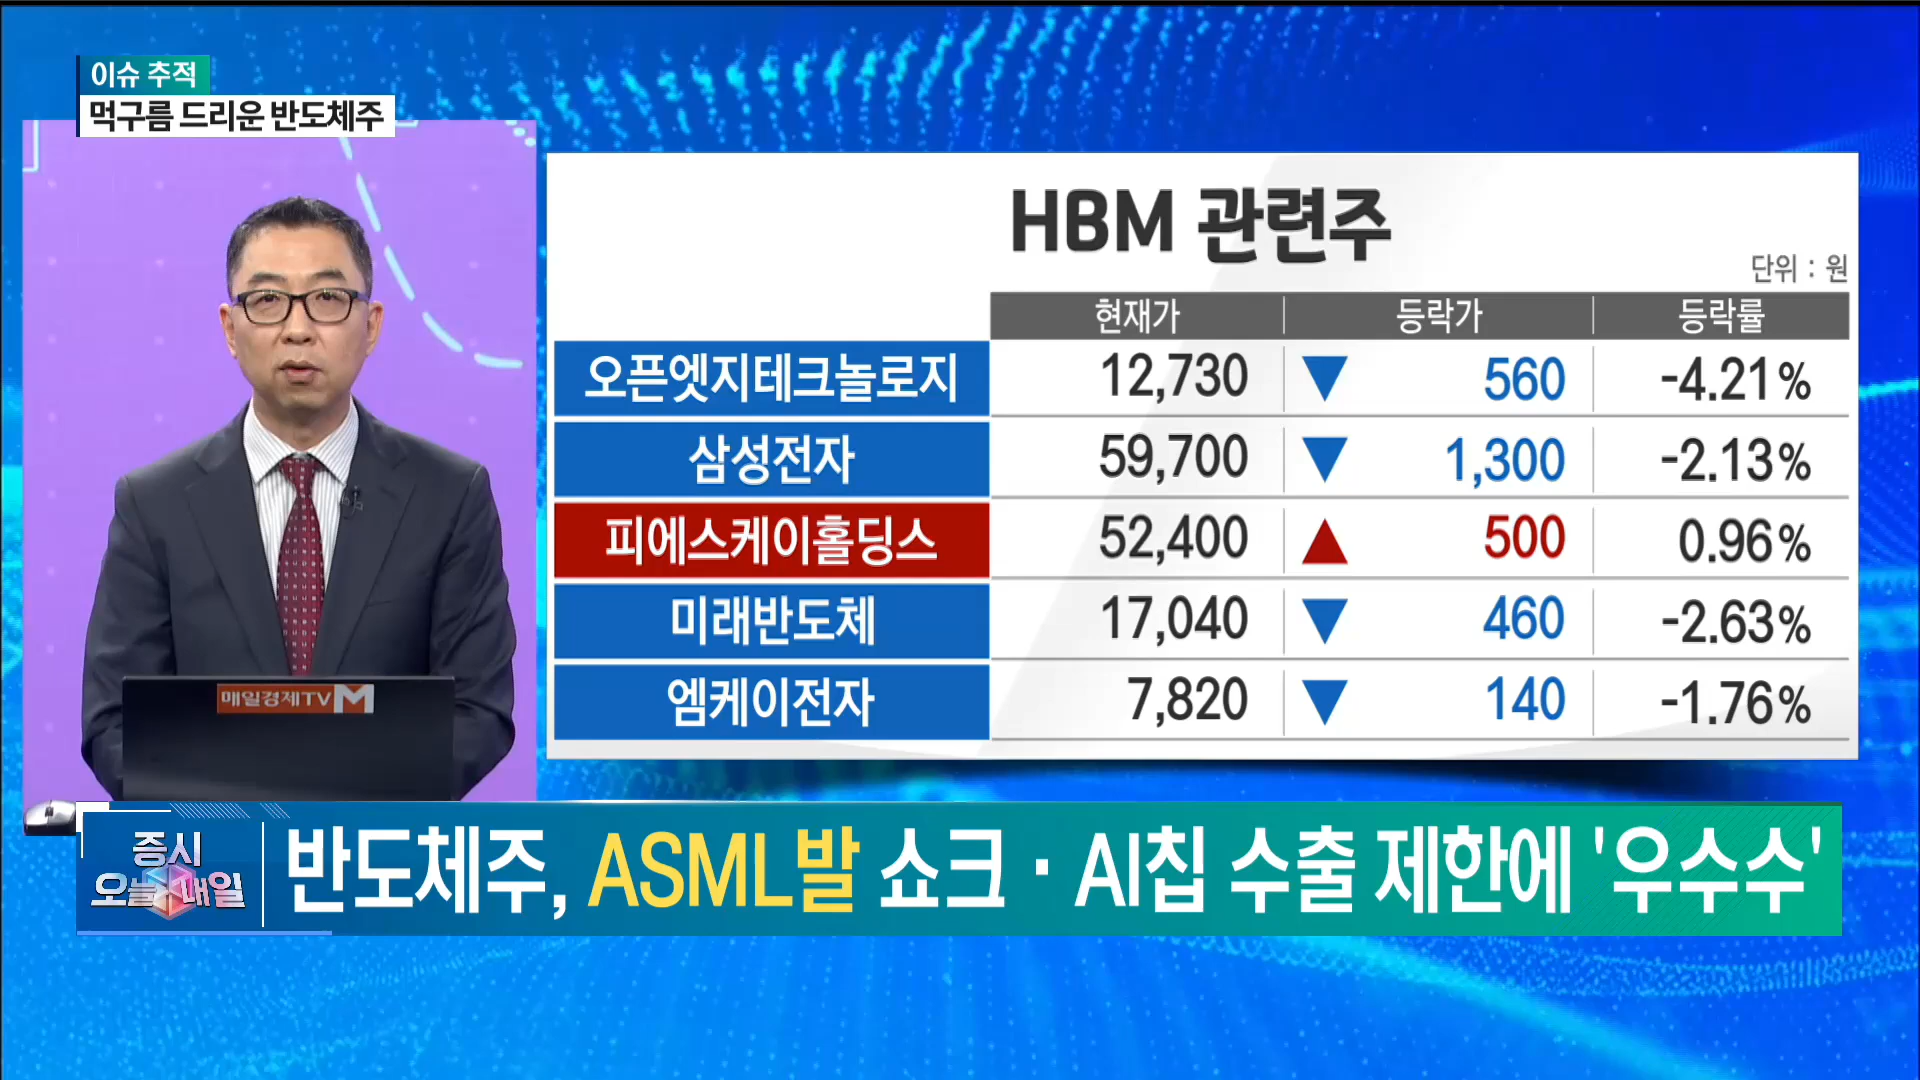 이슈 추적
먹구름 드리운 반도체주
HBM 관련주
단위 : 원
현재가 등락가 등락률
오픈엣지테크놀로지 12,730 ▼ 560 -4.21%
삼성전자 59,700 ▼ 1,300 -2.13%
피에스케이홀딩스 52,400 ▲ 500 0.96%
미래반도체 17,040 ▼ 460 -2.63%
엠케이전자 7,820 ▼ 140 -1.76%
매일경제TV M
증시
오늘 매일
반도체주, ASML발 쇼크·AI칩 수출 제한에 '우수수'